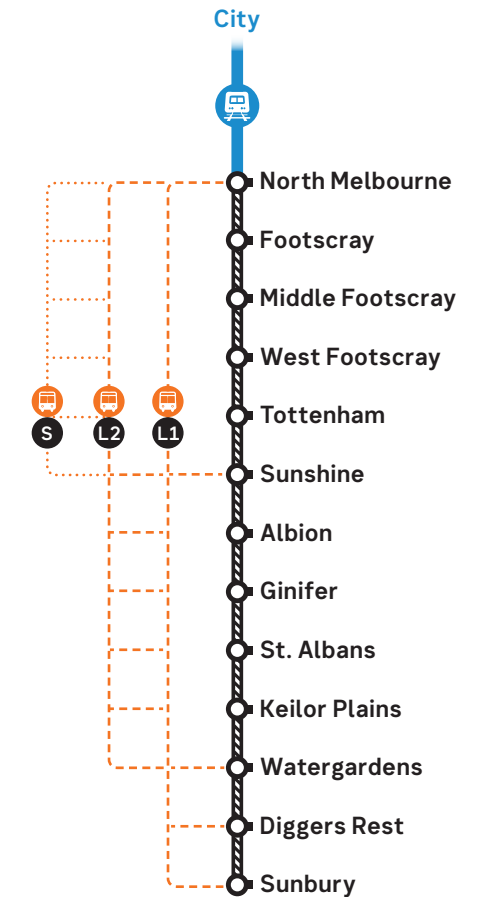 City
North Melbourne
Footscray
Middle Footscray
West Footscray
Tottenham
S L2 L1
Sunshine
Albion
Ginifer
St. Albans
Keilor Plains
Watergardens
Diggers Rest
Sunbury